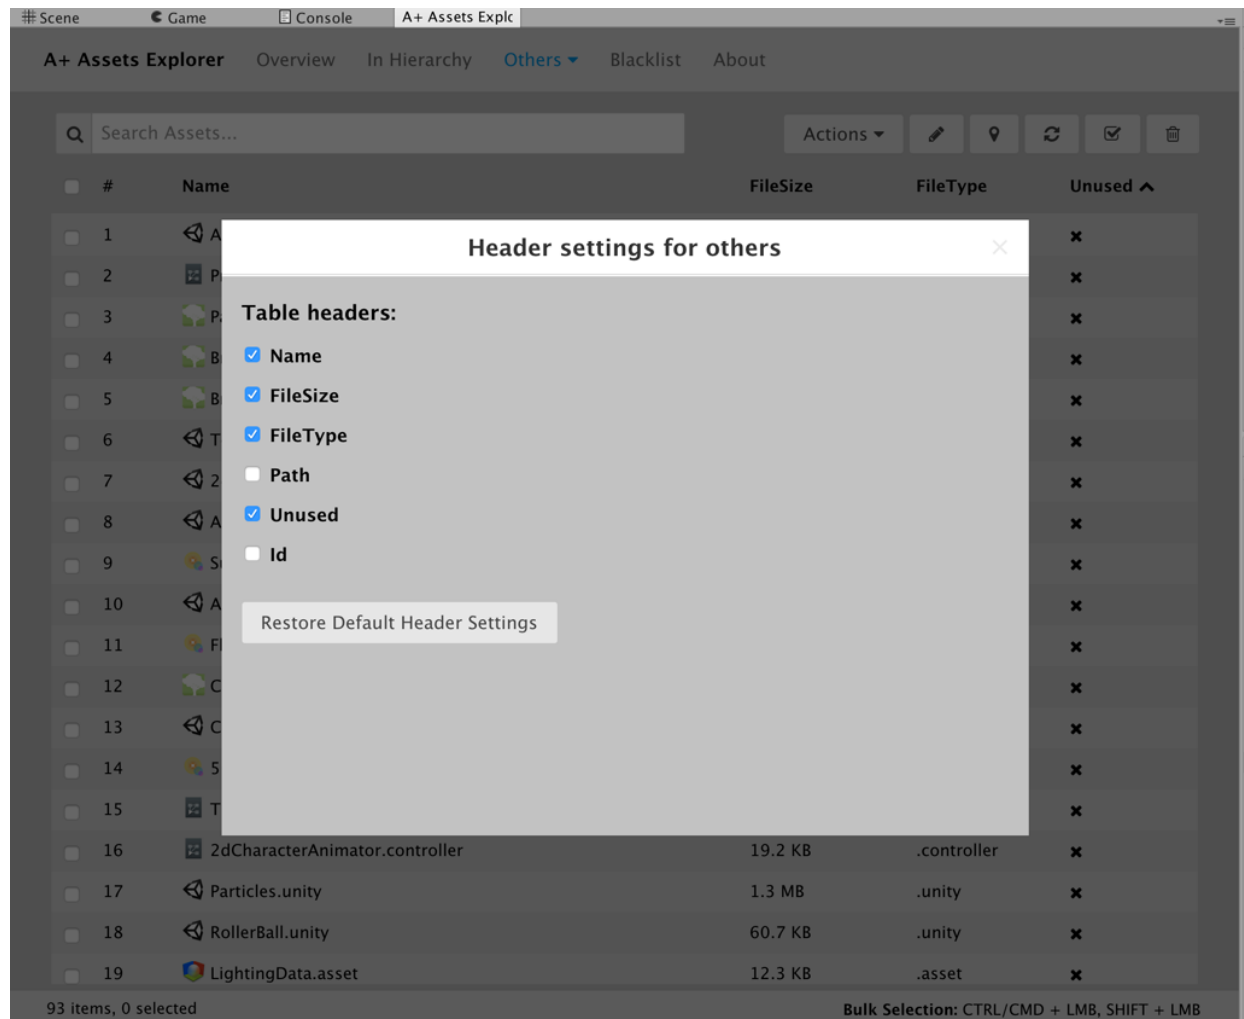 Scene Game Console A+ Assets Explc
A+ Assets Explorer Overview In Hierarchy Others Blacklist About
Search Assets... Actions
# Name FileSize FileType Unused
1 A
2 P
3 P
4 B
5 B
6 T
7 2
8 A
9 S
10 A
11 Fl
12 C
13 C
14 5
15 T
Header settings for others
Table headers:
Name
FileSize
FileType
Path
Unused
Id
Restore Default Header Settings
16 2dCharacterAnimator.controller 19.2 KB .controller
17 Particles.unity 1.3 MB .unity
18 RollerBall.unity 60.7 KB .unity
19 LightingData.asset 12.3 KB .asset
93 items, 0 selected Bulk Selection: CTRL/CMD + LMB, SHIFT + LMB